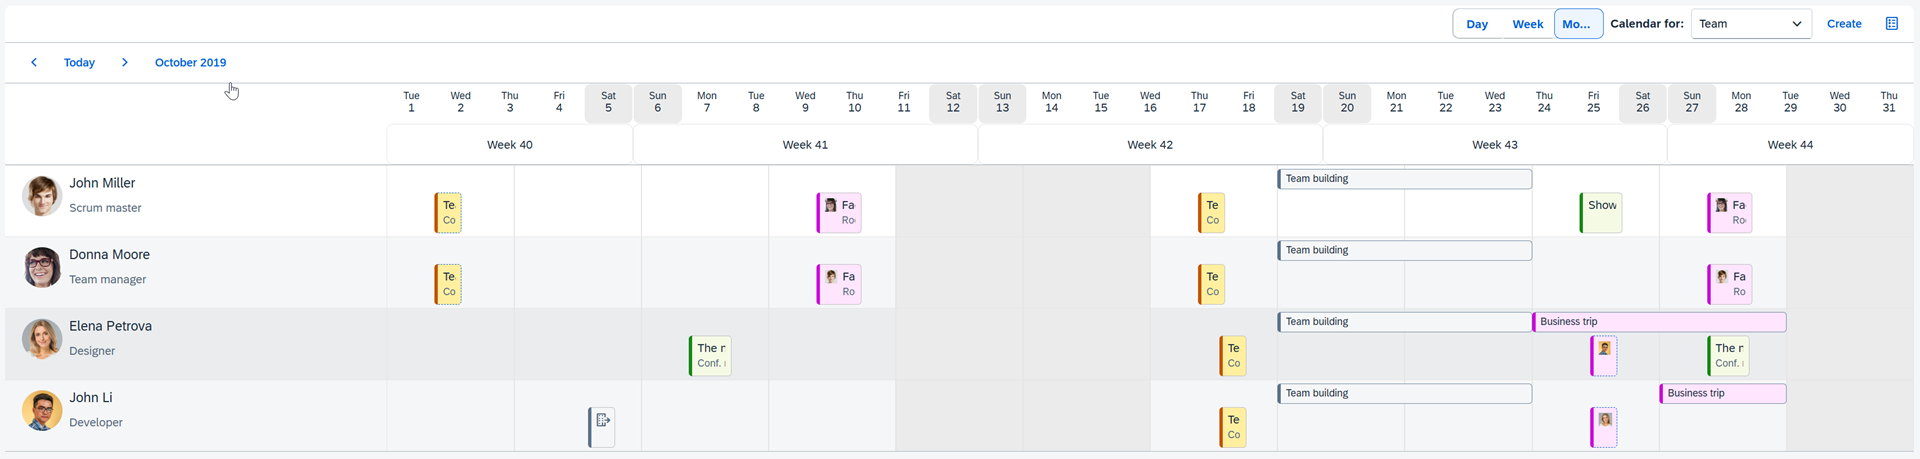 Day Week Mo... Calendar for: Team Create
Today October 2019
Tue Wed Thu Fri Sat Sun Mon Tue Wed Thu Fri Sat Sun Mon Tue Wed Thu Fri Sat Sun Mon Tue Wed Thu Fri Sat Sun Mon Tue Wed Thu
1 2 3 4 5 6 7 8 9 10 11 12 13 14 15 16 17 18 19 20 21 22 23 24 25 26 27 28 29 30 31
Week 40 Week 41 Week 42 Week 43 Week 44
John Miller
Scrum master
Team building
Te Fa Te Show Fa
Co Ro Co Ro
Donna Moore
Team manager
Team building
Te Fa Te Fa
Co Ro Co Ro
Elena Petrova
Designer
Team building Business trip
The n Te The n
Conf. Co Conf.
John Li
Developer
Team building Business trip
Te
Co